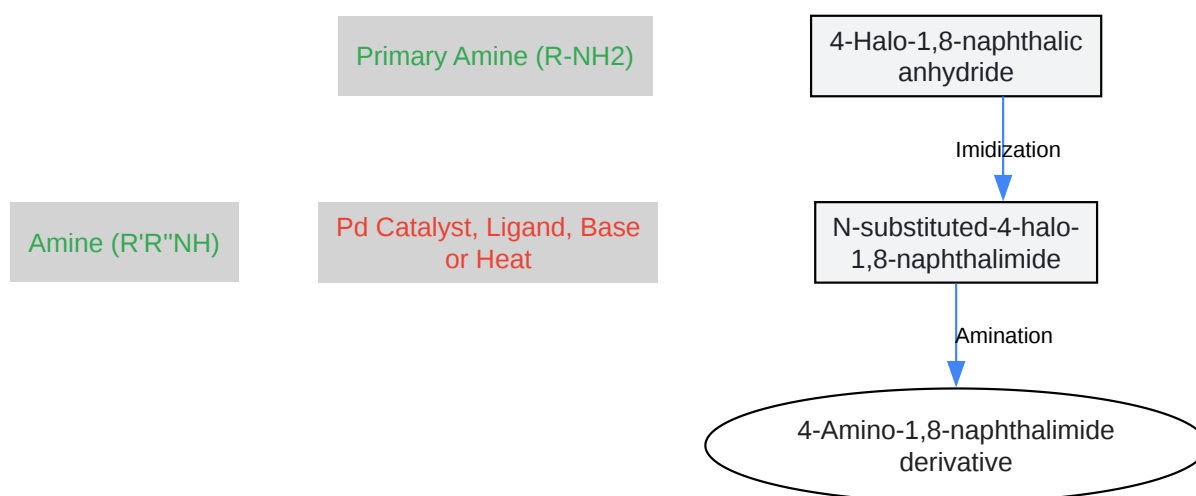 Primary Amine (R-NH2)
4-Halo-1,8-naphthalic
anhydride
Imidization
Amine (R'R"NH)
Pd Catalyst, Ligand, Base
or Heat
N-substituted-4-halo-
1,8-naphthalimide
Amination
4-Amino-1,8-naphthalimide
derivative